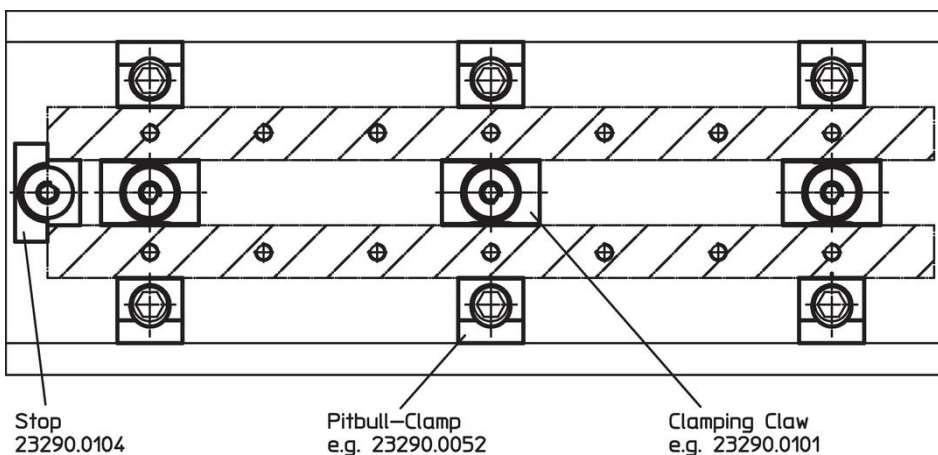 Stop
23290.0104
Pitbull-Clamp
e.g. 23290.0052
Clamping Claw
e.g. 23290.0101